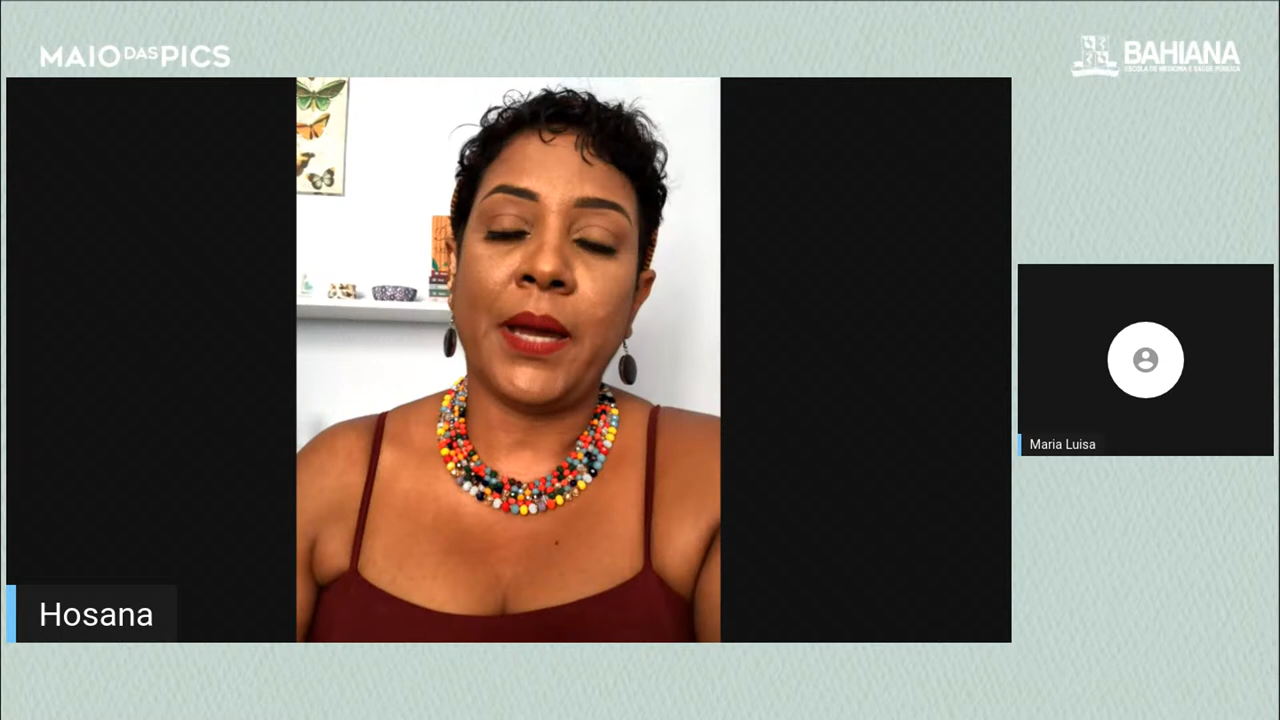 MAIO DAS PICS
BAHIANA
ESCOLA DE MEDICINA E SAÚDE PÚBLICA
Maria Luisa
Hosana